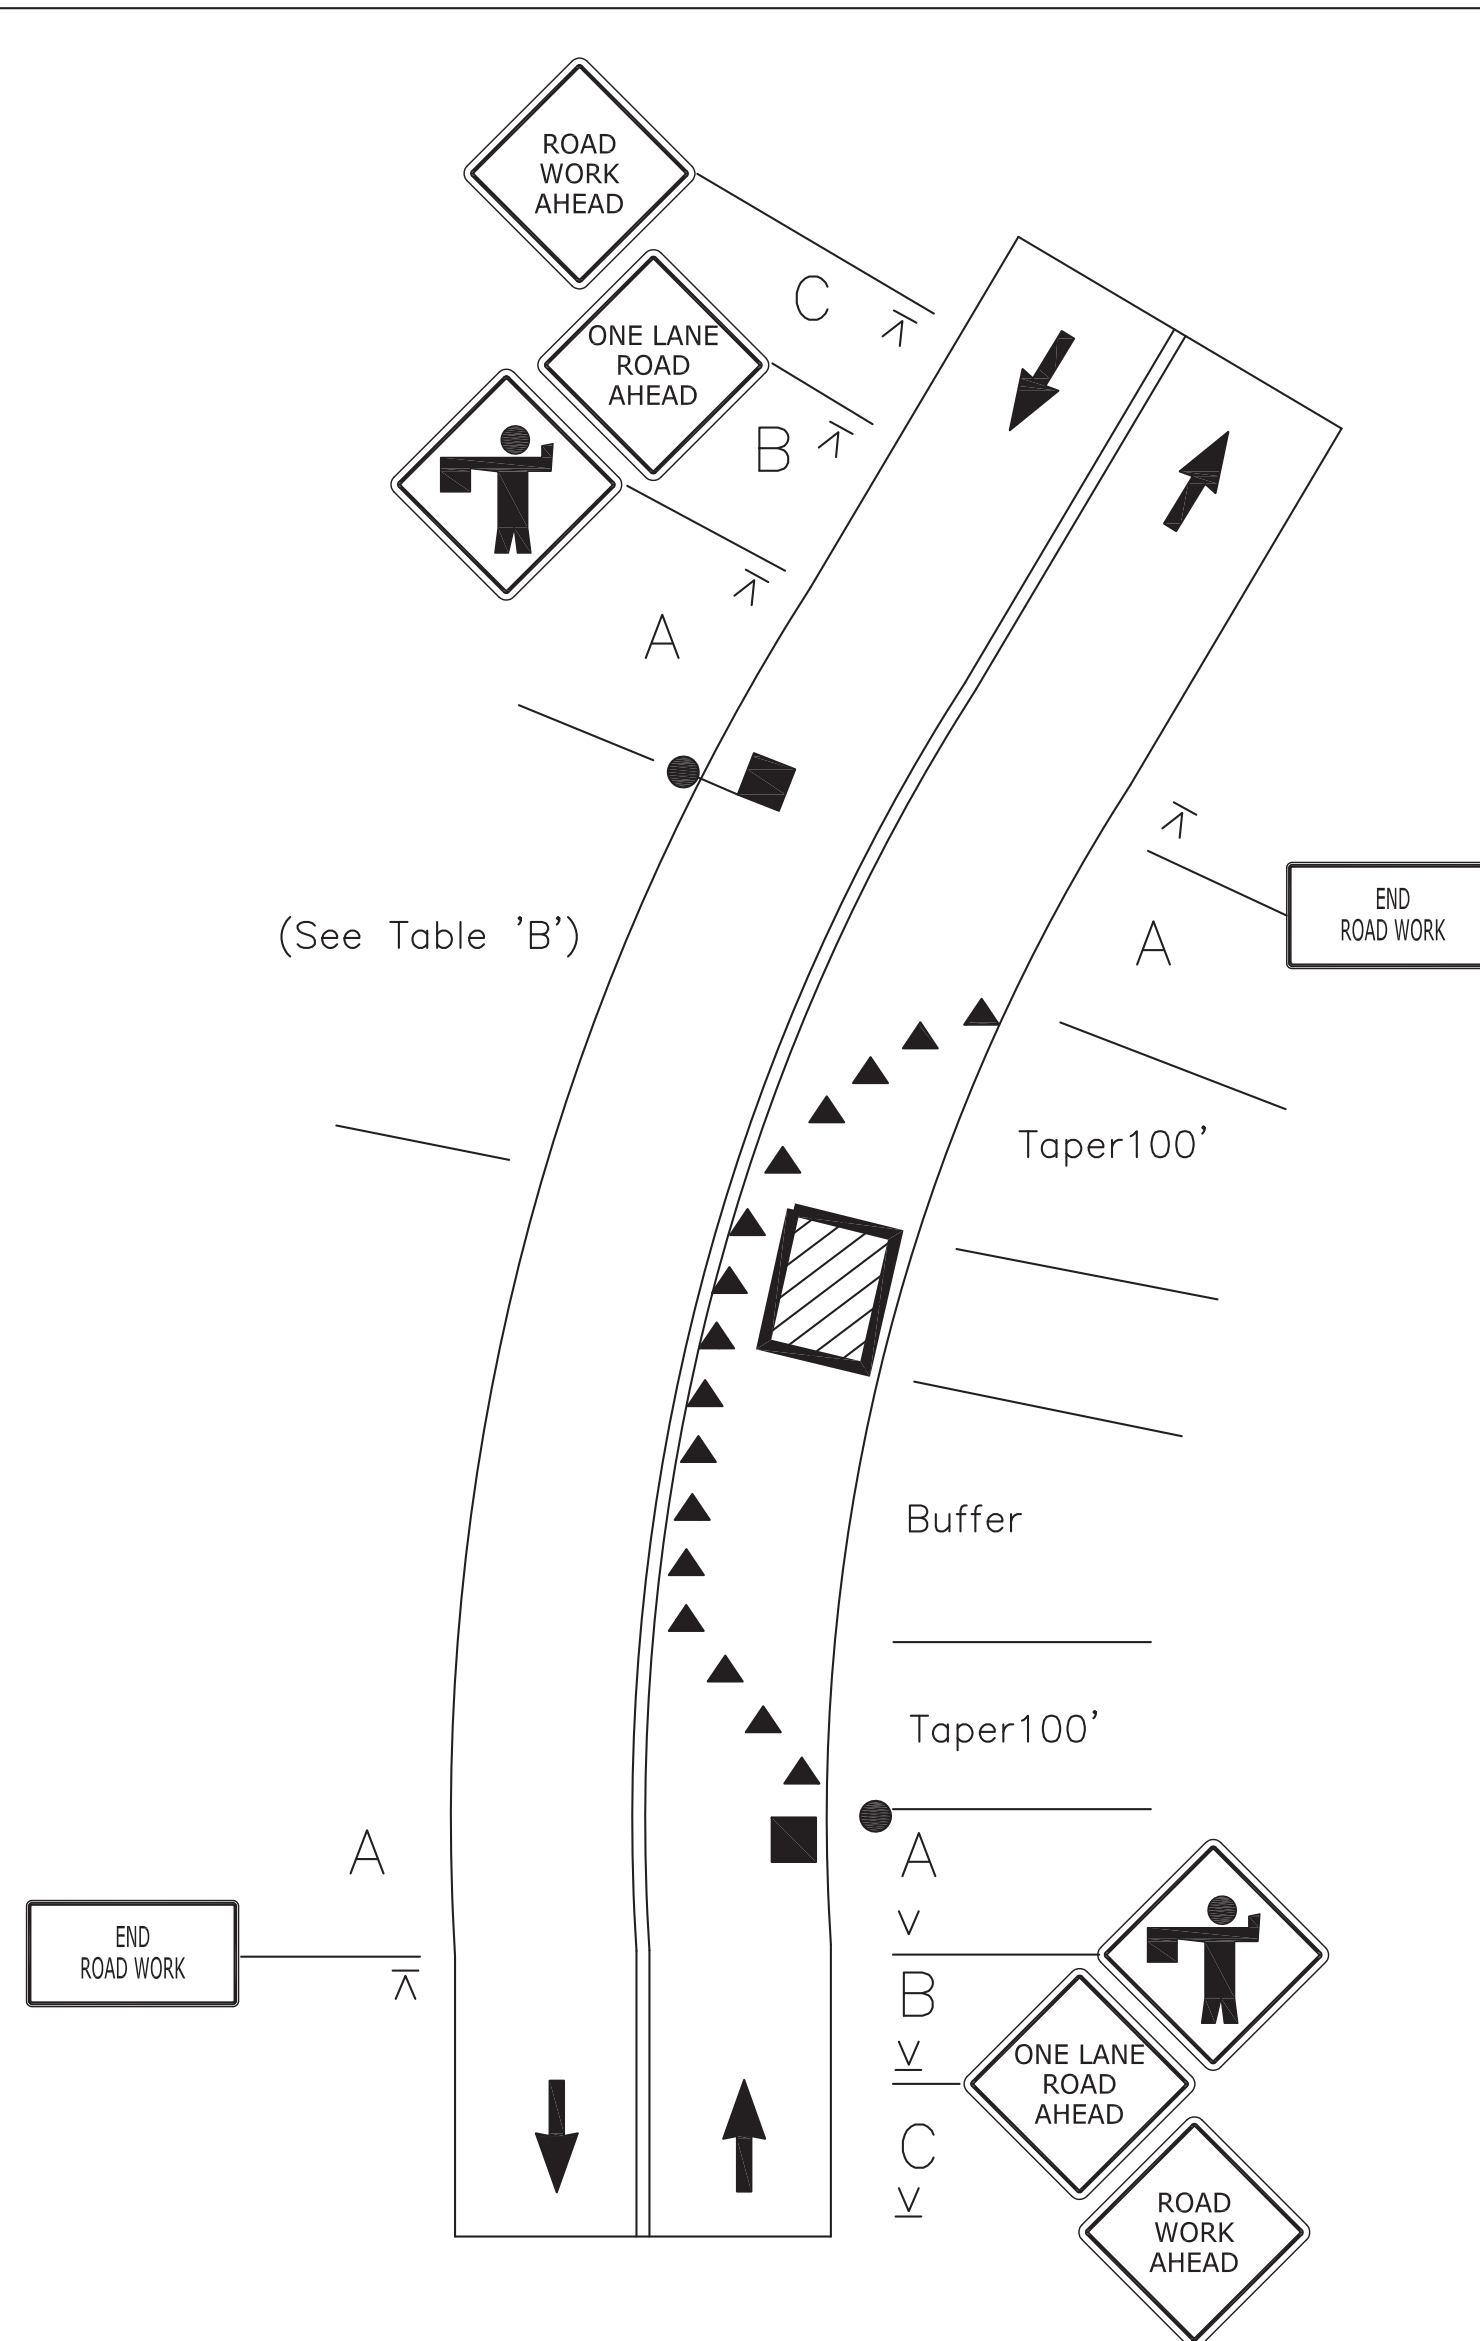 ROAD
WORK
AHEAD
C
ONE LANE
ROAD
AHEAD
B
A
END
ROAD WORK
(See Table 'B')
A
Taper100'
Buffer
Taper100'
A
A
END
ROAD WORK
B
ONE LANE
ROAD
AHEAD
C
ROAD
WORK
AHEAD